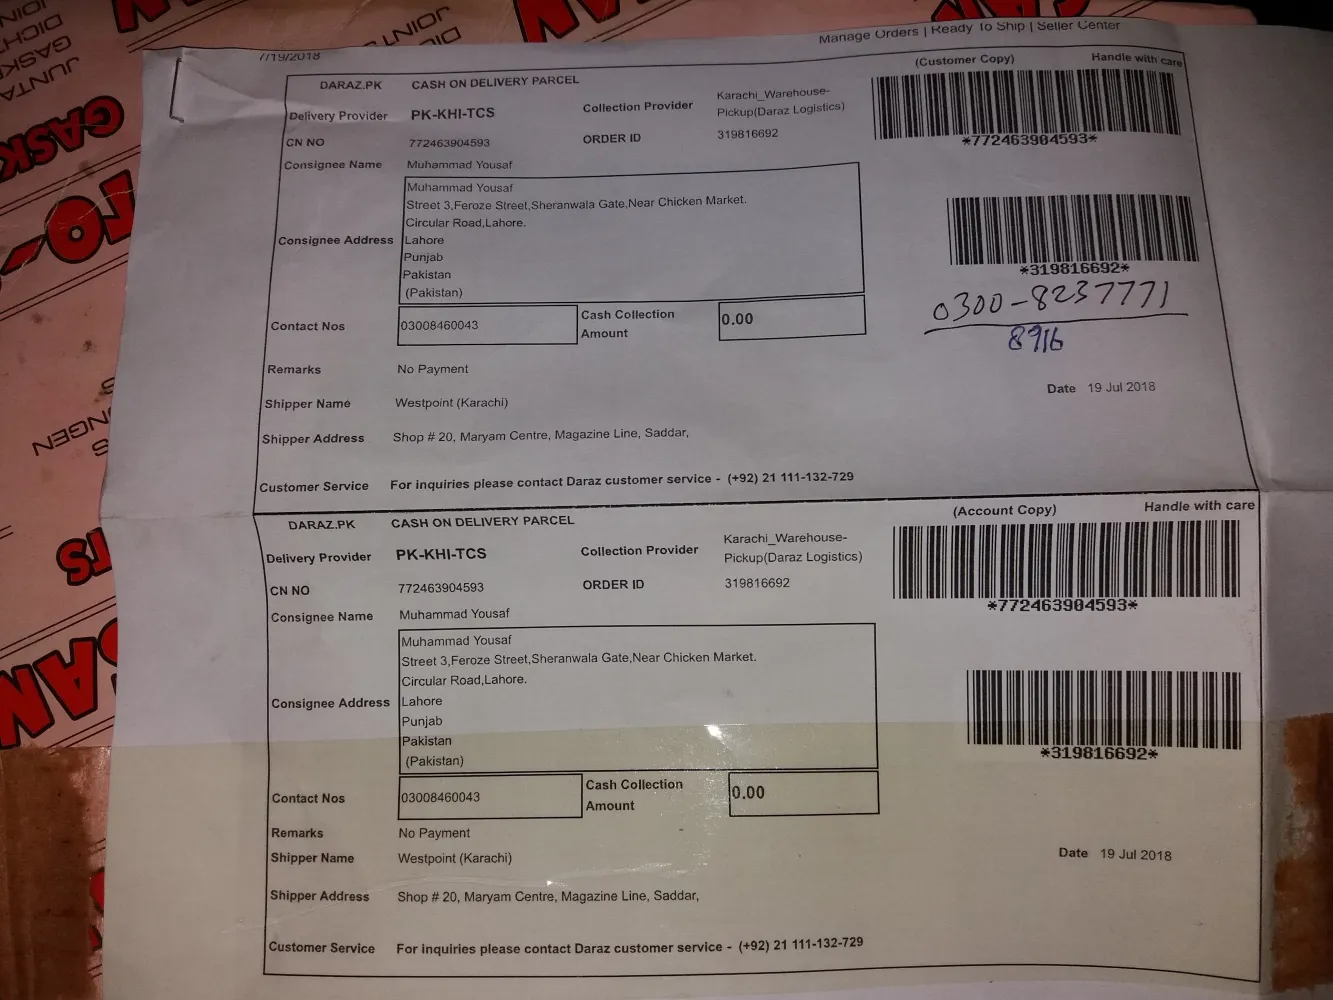 7/19/2018
Manage Orders | Ready To Ship | Seller Center
DARAZ.PK CASH ON DELIVERY PARCEL (Customer Copy) Handle with care
Delivery Provider PK-KHI-TCS Collection Provider Karachi_Warehouse-
Pickup(Daraz Logistics)
CN NO 772463904593 ORDER ID 319816692
*772463904593*
Consignee Name Muhammad Yousaf
Muhammad Yousaf
Street 3,Feroze Street,Sheranwala Gate,Near Chicken Market.
Circular Road,Lahore.
Consignee Address Lahore
Punjab
Pakistan
(Pakistan)
*319816692*
0300-8237771
8916
Contact Nos 03008460043 Cash Collection
Amount 0.00
Remarks No Payment
Date 19 Jul 2018
Shipper Name Westpoint (Karachi)
Shipper Address Shop # 20, Maryam Centre, Magazine Line, Saddar,
Customer Service For inquiries please contact Daraz customer service - (+92) 21 111-132-729
DARAZ.PK CASH ON DELIVERY PARCEL (Account Copy) Handle with care
Delivery Provider PK-KHI-TCS Collection Provider Karachi_Warehouse-
Pickup(Daraz Logistics)
CN NO 772463904593 ORDER ID 319816692
*772463904593*
Consignee Name Muhammad Yousaf
Muhammad Yousaf
Street 3,Feroze Street,Sheranwala Gate,Near Chicken Market.
Circular Road,Lahore.
Consignee Address Lahore
Punjab
Pakistan
(Pakistan)
*319816692*
Contact Nos 03008460043 Cash Collection
Amount 0.00
Remarks No Payment
Shipper Name Westpoint (Karachi)
Date 19 Jul 2018
Shipper Address Shop # 20, Maryam Centre, Magazine Line, Saddar,
Customer Service For inquiries please contact Daraz customer service - (+92) 21 111-132-729